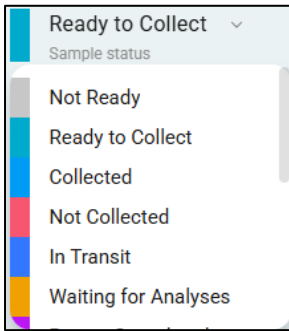 Ready to Collect
Sample status
Not Ready
Ready to Collect
Collected
Not Collected
In Transit
Waiting for Analyses